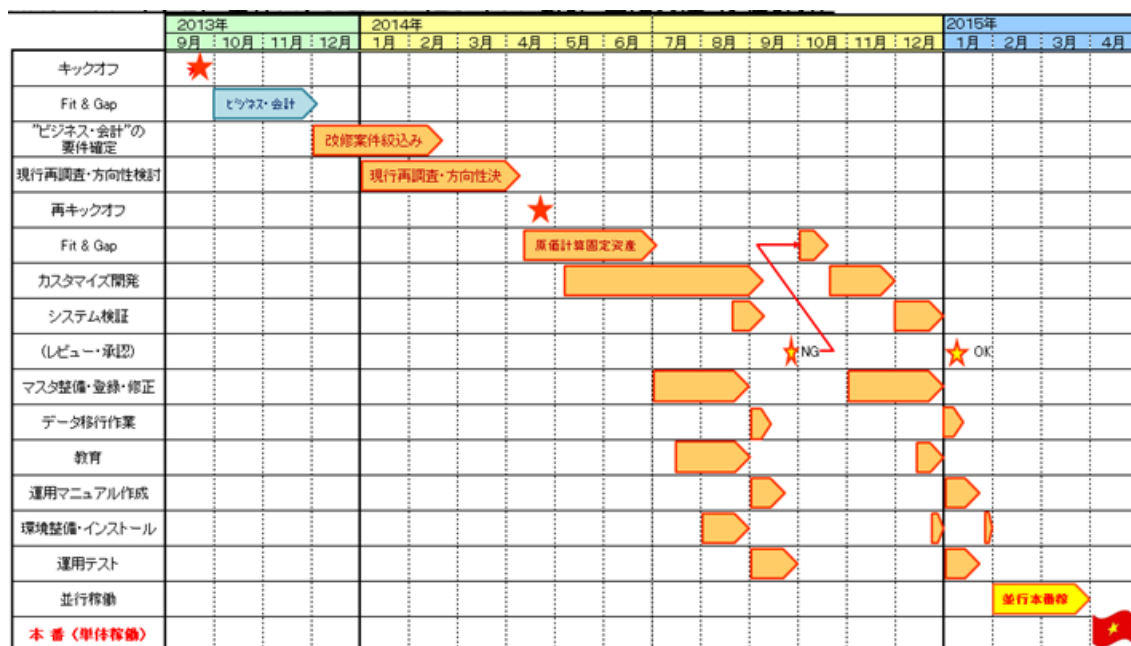 2013年 2014年 2015年
9月 10月 11月 12月 1月 2月 3月 4月 5月 6月 7月 8月 9月 10月 11月 12月 1月 2月 3月 4月
キックオフ
Fit & Gap ビジネス・会計
"ビジネス・会計"の
要件確定 改修案件絞込み
現行再調査・方向性検討 現行再調査・方向性決
再キックオフ
Fit & Gap 原価計算固定資産
カスタマイズ開発
システム検証
(レビュー・承認) NG OK
マスタ整備・登録・修正
データ移行作業
教育
運用マニュアル作成
環境整備・インストール
運用テスト
並行稼働 並行本番稼
本番(単体稼働)